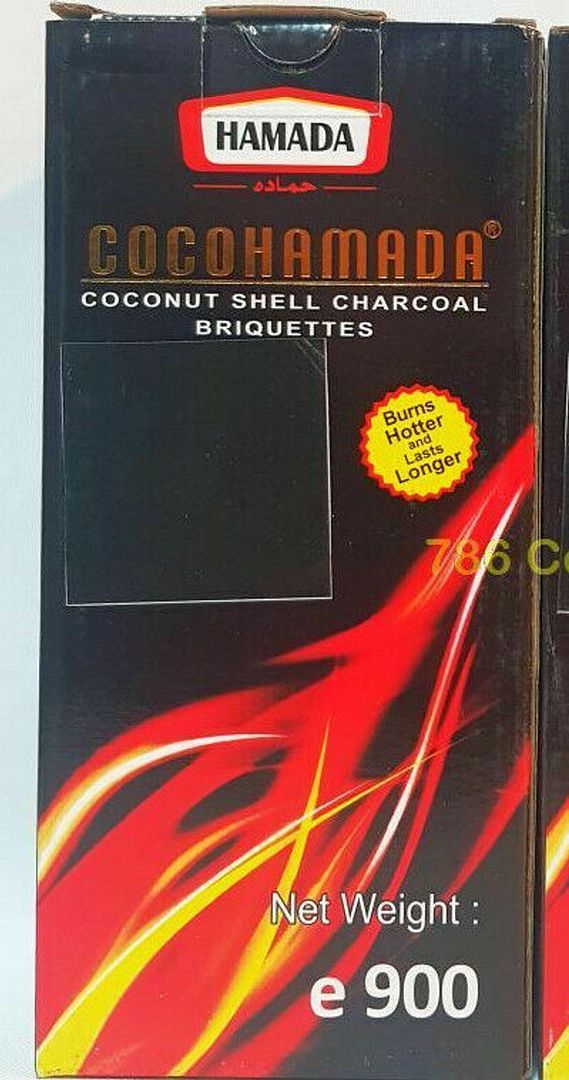 HAMADA
حماده
COCOHAMADA®
COCONUT SHELL CHARCOAL
BRIQUETTES
Burns
Hotter
and
Lasts
Longer
786 Co
Net Weight :
e 900